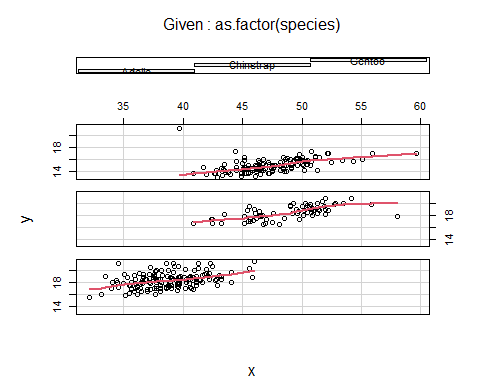 Given : as.factor(species)
Gentoo
Chinstrap
Adelie
35 40 45 50 55 60
14 18
14 18
14 18
y
x